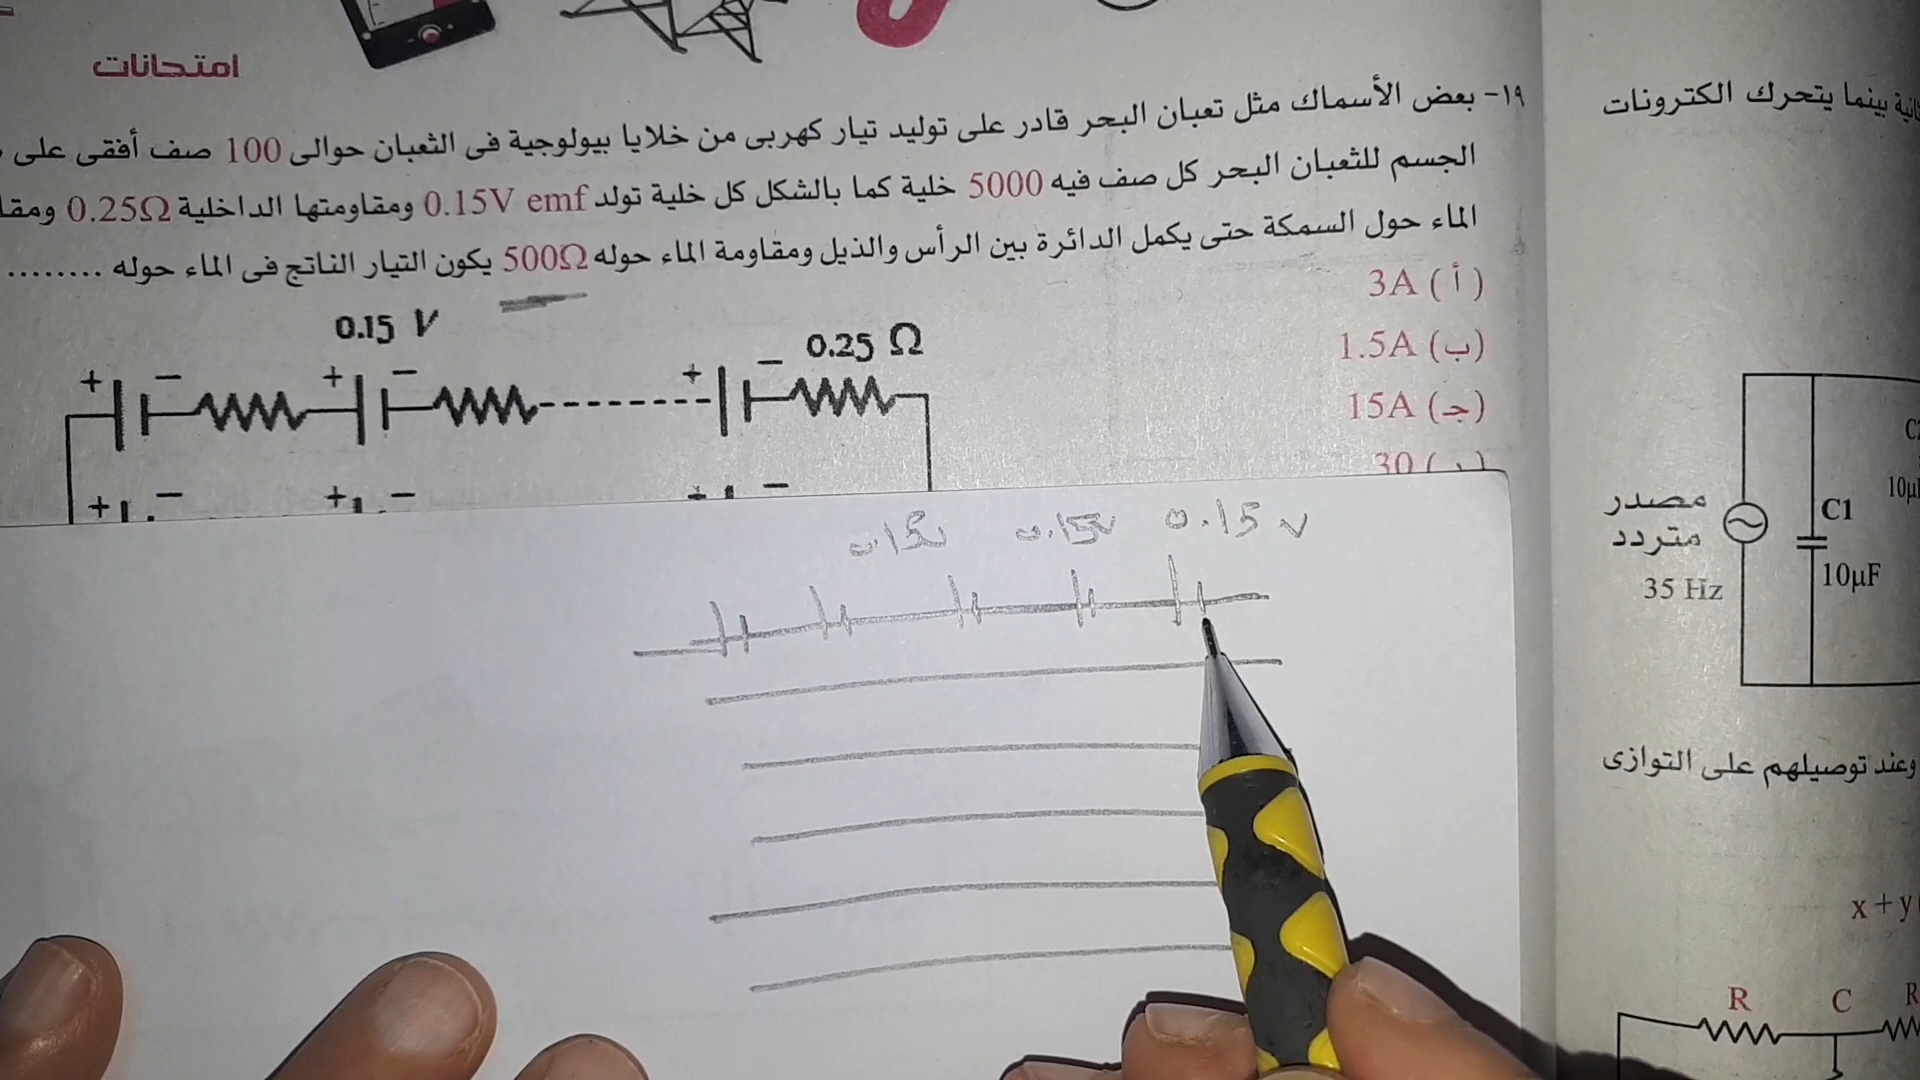 امتحانات
١٩- بعض الأسماك مثل تعبان البحر قادر على توليد تيار كهربى من خلايا بيولوجية فى الثعبان حوالى 100 صف أفقى على
الجسم للثعبان البحر كل صف فيه 5000 خلية كما بالشكل كل خلية تولد 0.15V emf ومقاومتها الداخلية 0.25Ω
الماء حول السمكة حتى يكمل الدائرة بين الرأس والذيل ومقاومة الماء حوله 500Ω يكون التيار الناتج فى الماء حوله ........
(أ) 3A
(ب) 1.5A
(جـ) 15A
0.15 V
0.25 Ω
+ − + − + −
+ − + − + −
0.15V 0.15V 0.15 V
بينما يتحرك الكترونات
مصدر
متردد
35 Hz
C1
10μF
وعند توصيلهم على التوازى
x + y
R C R